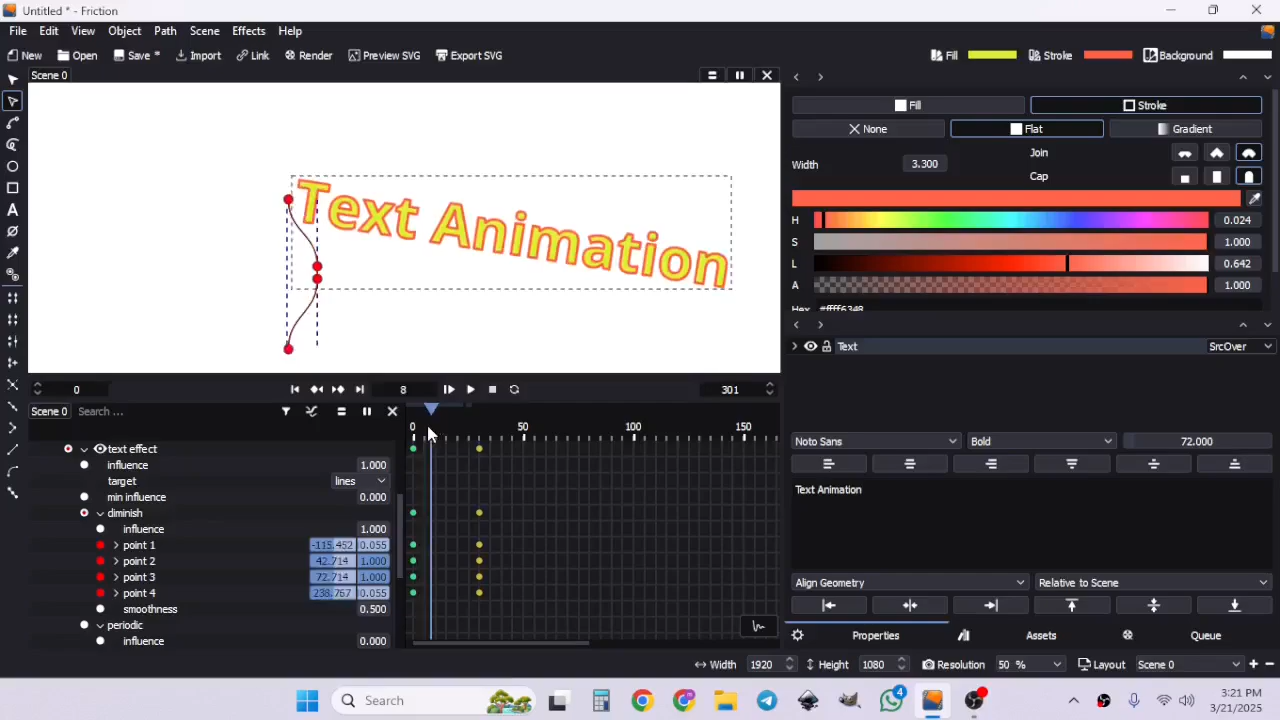 Untitled * - Friction
File Edit View Object Path Scene Effects Help
New Open Save * Import Link Render Preview SVG Export SVG Fill Stroke Background
Scene 0
Fill Stroke
None Flat Gradient
Width 3.300 Join
Cap
H 0.024
S 1.000
L 0.642
A 1.000
Hex #ffff6348
Text Animation
Text SrcOver
0 8 301
Scene 0 Search ...
0 50 100 150
text effect
influence 1.000
target lines
min influence 0.000
diminish
influence 1.000
point 1 -115.452 0.055
point 2 42.714 1.000
point 3 72.714 1.000
point 4 238.767 0.055
smoothness 0.500
periodic
influence 0.000
Noto Sans Bold 72.000
Text Animation
Align Geometry Relative to Scene
Properties Assets Queue
Width 1920 Height 1080 Resolution 50 % Layout Scene 0
Search
4
3:21 PM
3/21/2025